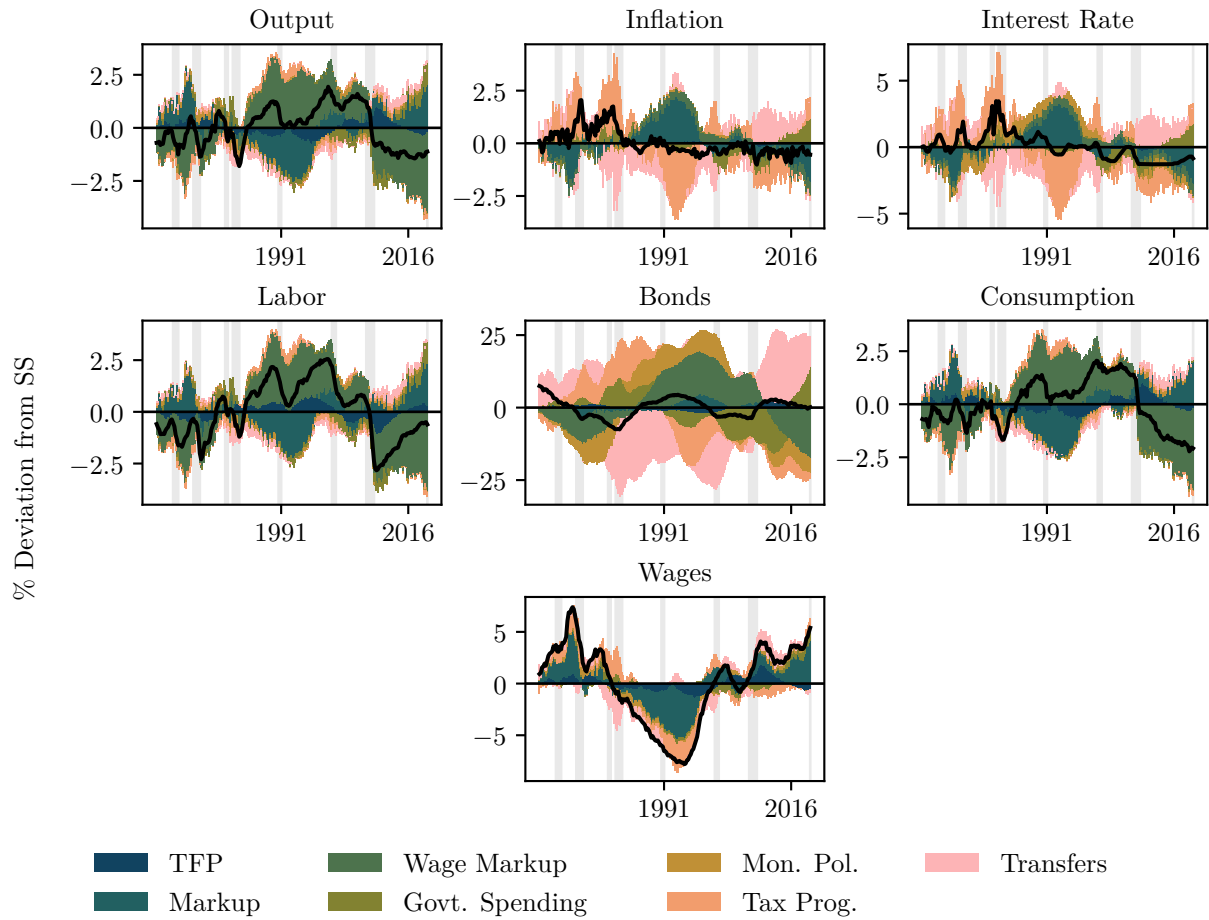 Output Inflation Interest Rate
2.5 2.5 5
0.0 0.0 0
−2.5 −2.5 −5
1991 2016 1991 2016 1991 2016
Labor Bonds Consumption
2.5 25 2.5
0.0 0 0.0
−2.5 −25 −2.5
1991 2016 1991 2016 1991 2016
% Deviation from SS
Wages
5
0
−5
1991 2016
TFP Wage Markup Mon. Pol. Transfers
Markup Govt. Spending Tax Prog.